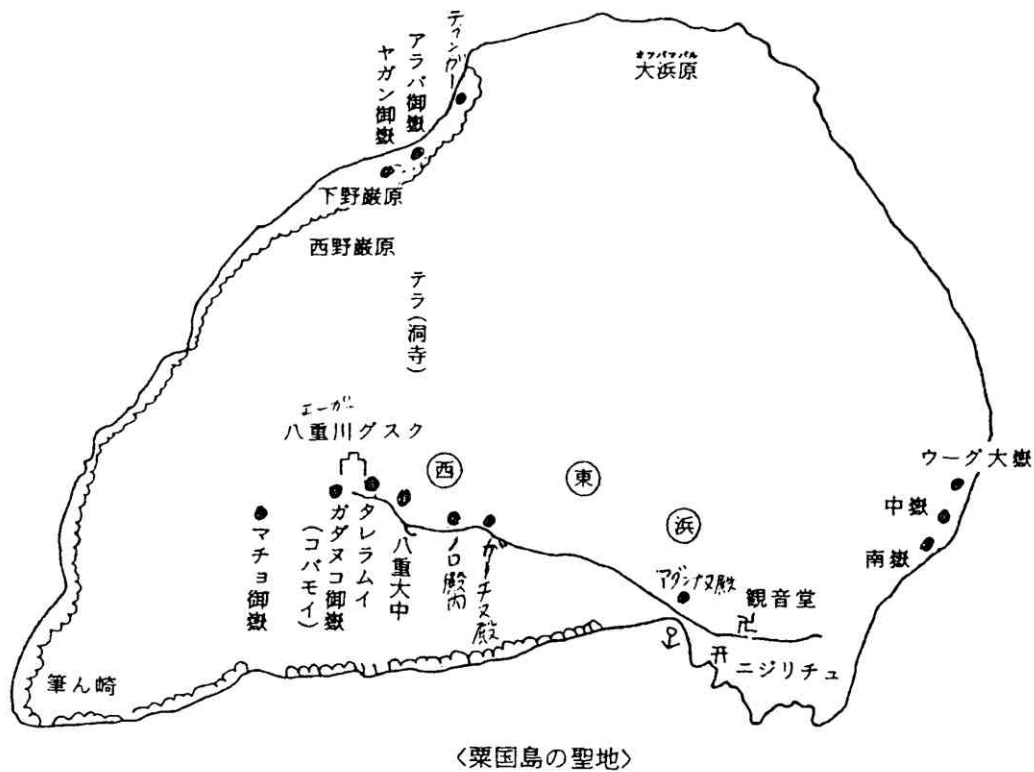 オフバマバル
大浜原
ティンガー
アラバ御嶽
ヤガン御嶽
下野巌原
西野巌原
テラ(洞寺)
エーガー
八重川グスク
西
東
浜
ウーグ大嶽
中嶽
南嶽
マチョ御嶽
ガダヌコ御嶽
(コバモイ)
タレラムイ
八重大中
ノロ殿内
ガーチヌ殿
アグシナヌ殿
観音堂
卍
ニジリチュ
筆ん崎
〈粟国島の聖地〉